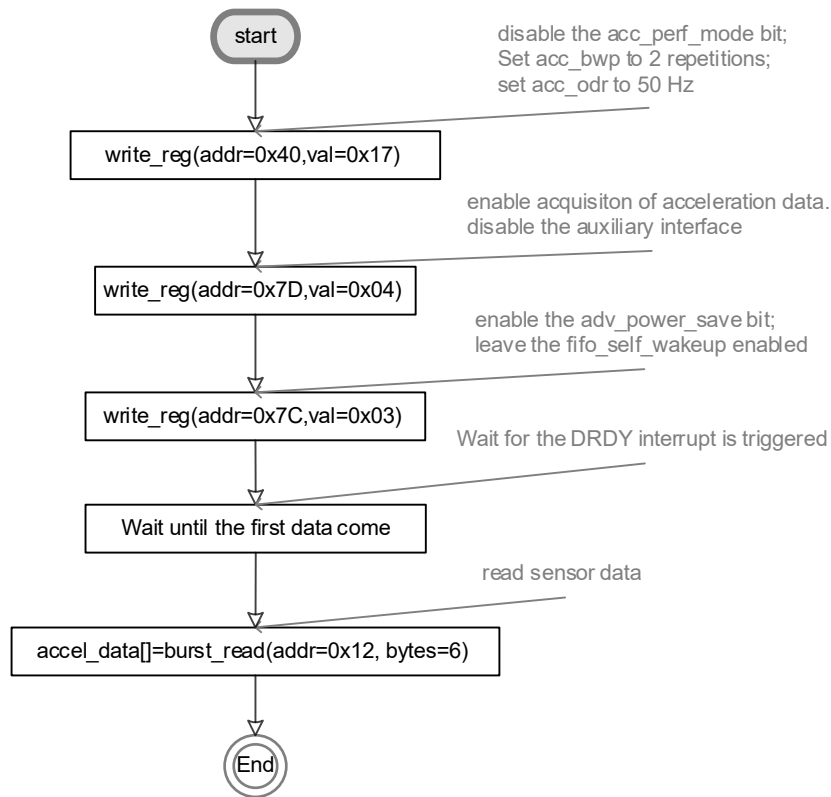 start
disable the acc_perf_mode bit;
Set acc_bwp to 2 repetitions;
set acc_odr to 50 Hz
write_reg(addr=0x40,val=0x17)
enable acquisiton of acceleration data.
disable the auxiliary interface
write_reg(addr=0x7D,val=0x04)
enable the adv_power_save bit;
leave the fifo_self_wakeup enabled
write_reg(addr=0x7C,val=0x03)
Wait for the DRDY interrupt is triggered
Wait until the first data come
read sensor data
accel_data[]=burst_read(addr=0x12, bytes=6)
End